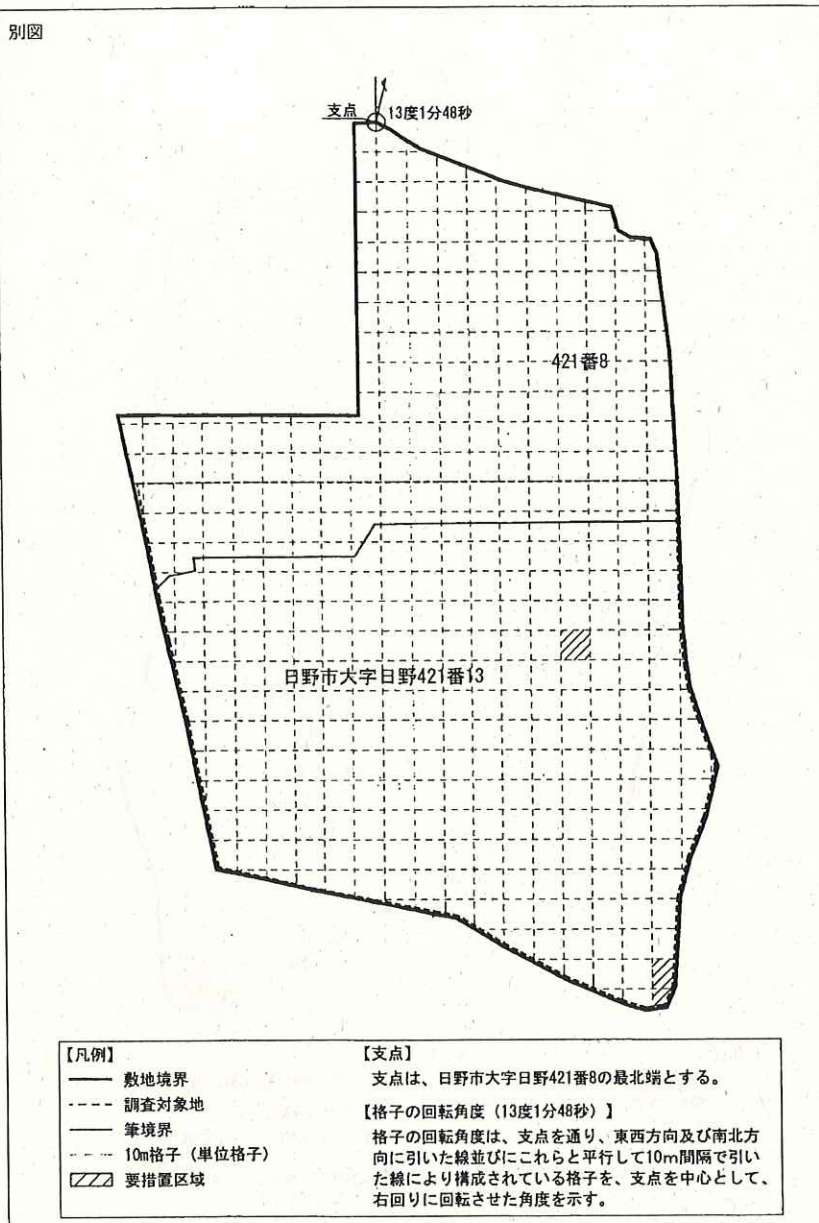 別図
支点
13度1分48秒
421番8
日野市大字日野421番13
【凡例】
敷地境界
調査対象地
筆境界
10m格子（単位格子）
要措置区域
【支点】
支点は、日野市大字日野421番8の最北端とする。
【格子の回転角度（13度1分48秒）】
格子の回転角度は、支点を通り、東西方向及び南北方
向に引いた線並びにこれらと平行して10m間隔で引い
た線により構成されている格子を、支点を中心として、
右回りに回転させた角度を示す。